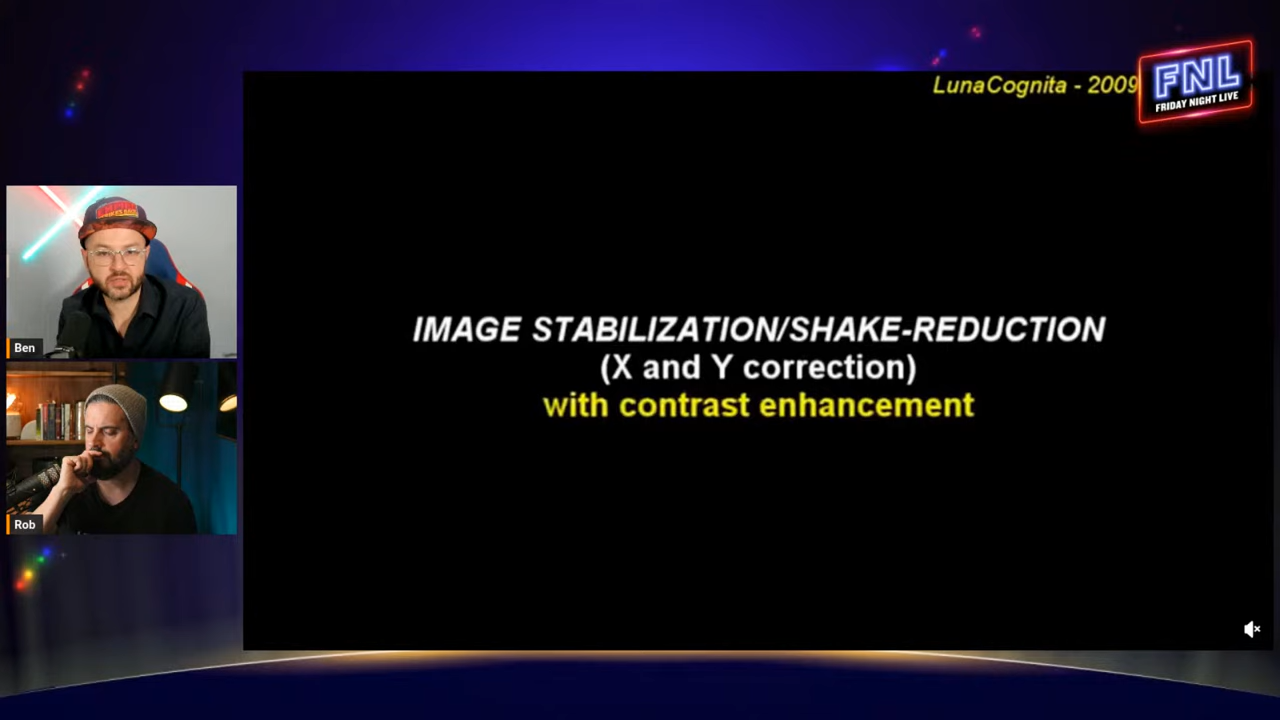 LunaCognita - 2009
FNL
FRIDAY NIGHT LIVE
IMAGE STABILIZATION/SHAKE-REDUCTION
(X and Y correction)
with contrast enhancement
Ben
Rob